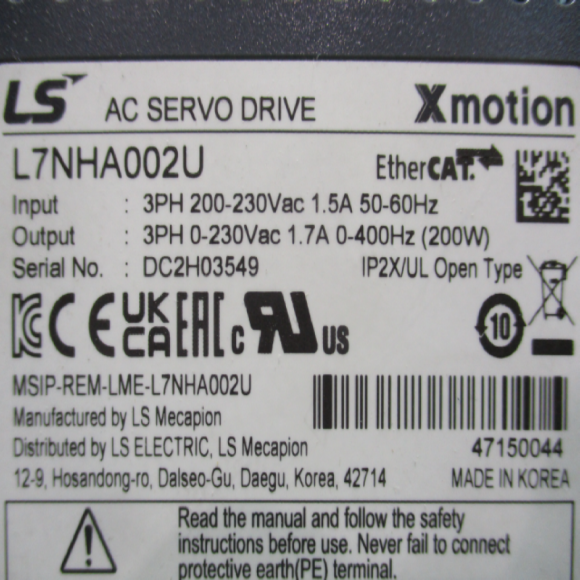 LS AC SERVO DRIVE Xmotion
L7NHA002U EtherCAT.
Input : 3PH 200-230Vac 1.5A 50-60Hz
Output : 3PH 0-230Vac 1.7A 0-400Hz (200W)
Serial No. : DC2H03549 IP2X/UL Open Type
KC CE UK CA EAC c RU US 10
MSIP-REM-LME-L7NHA002U
Manufactured by LS Mecapion
Distributed by LS ELECTRIC, LS Mecapion 47150044
12-9, Hosandong-ro, Dalseo-Gu, Daegu, Korea, 42714 MADE IN KOREA
Read the manual and follow the safety
instructions before use. Never fail to connect
protective earth(PE) terminal.